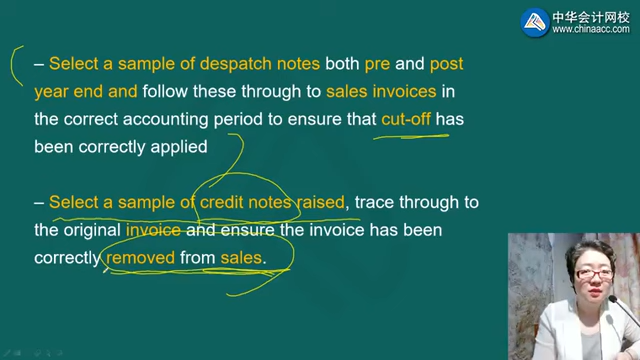 中华会计网校
www.chinaacc.com
– Select a sample of despatch notes both pre and post
year end and follow these through to sales invoices in
the correct accounting period to ensure that cut-off has
been correctly applied
– Select a sample of credit notes raised, trace through to
the original invoice and ensure the invoice has been
correctly removed from sales.